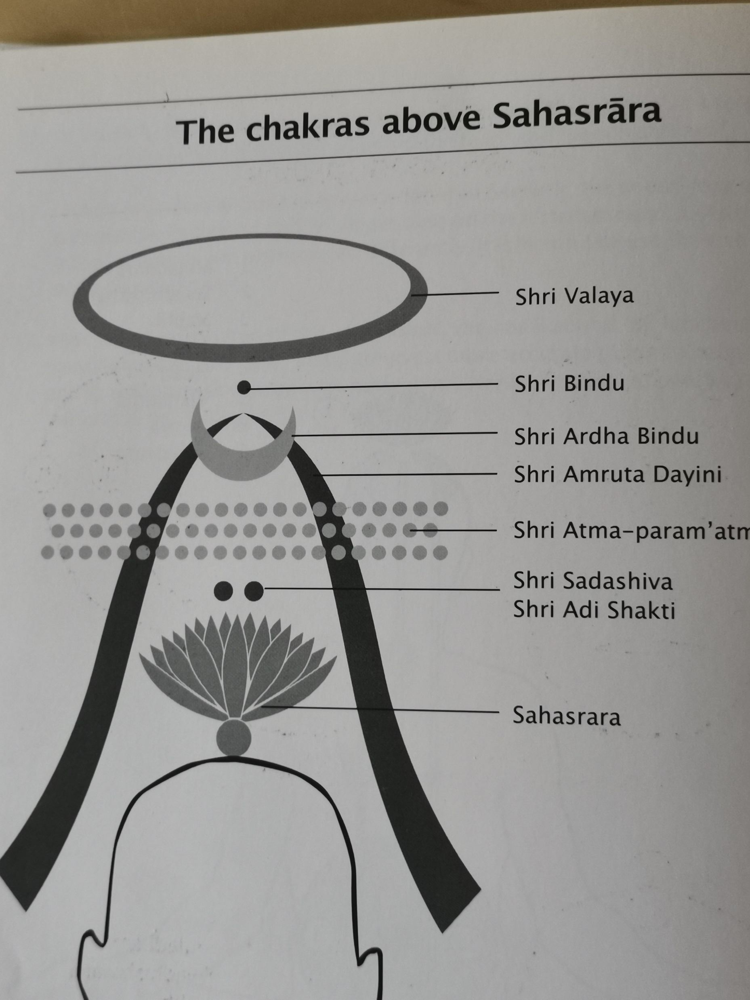 The chakras above Sahasrāra
Shri Valaya
Shri Bindu
Shri Ardha Bindu
Shri Amruta Dayini
Shri Atma-param'atm
Shri Sadashiva
Shri Adi Shakti
Sahasrara